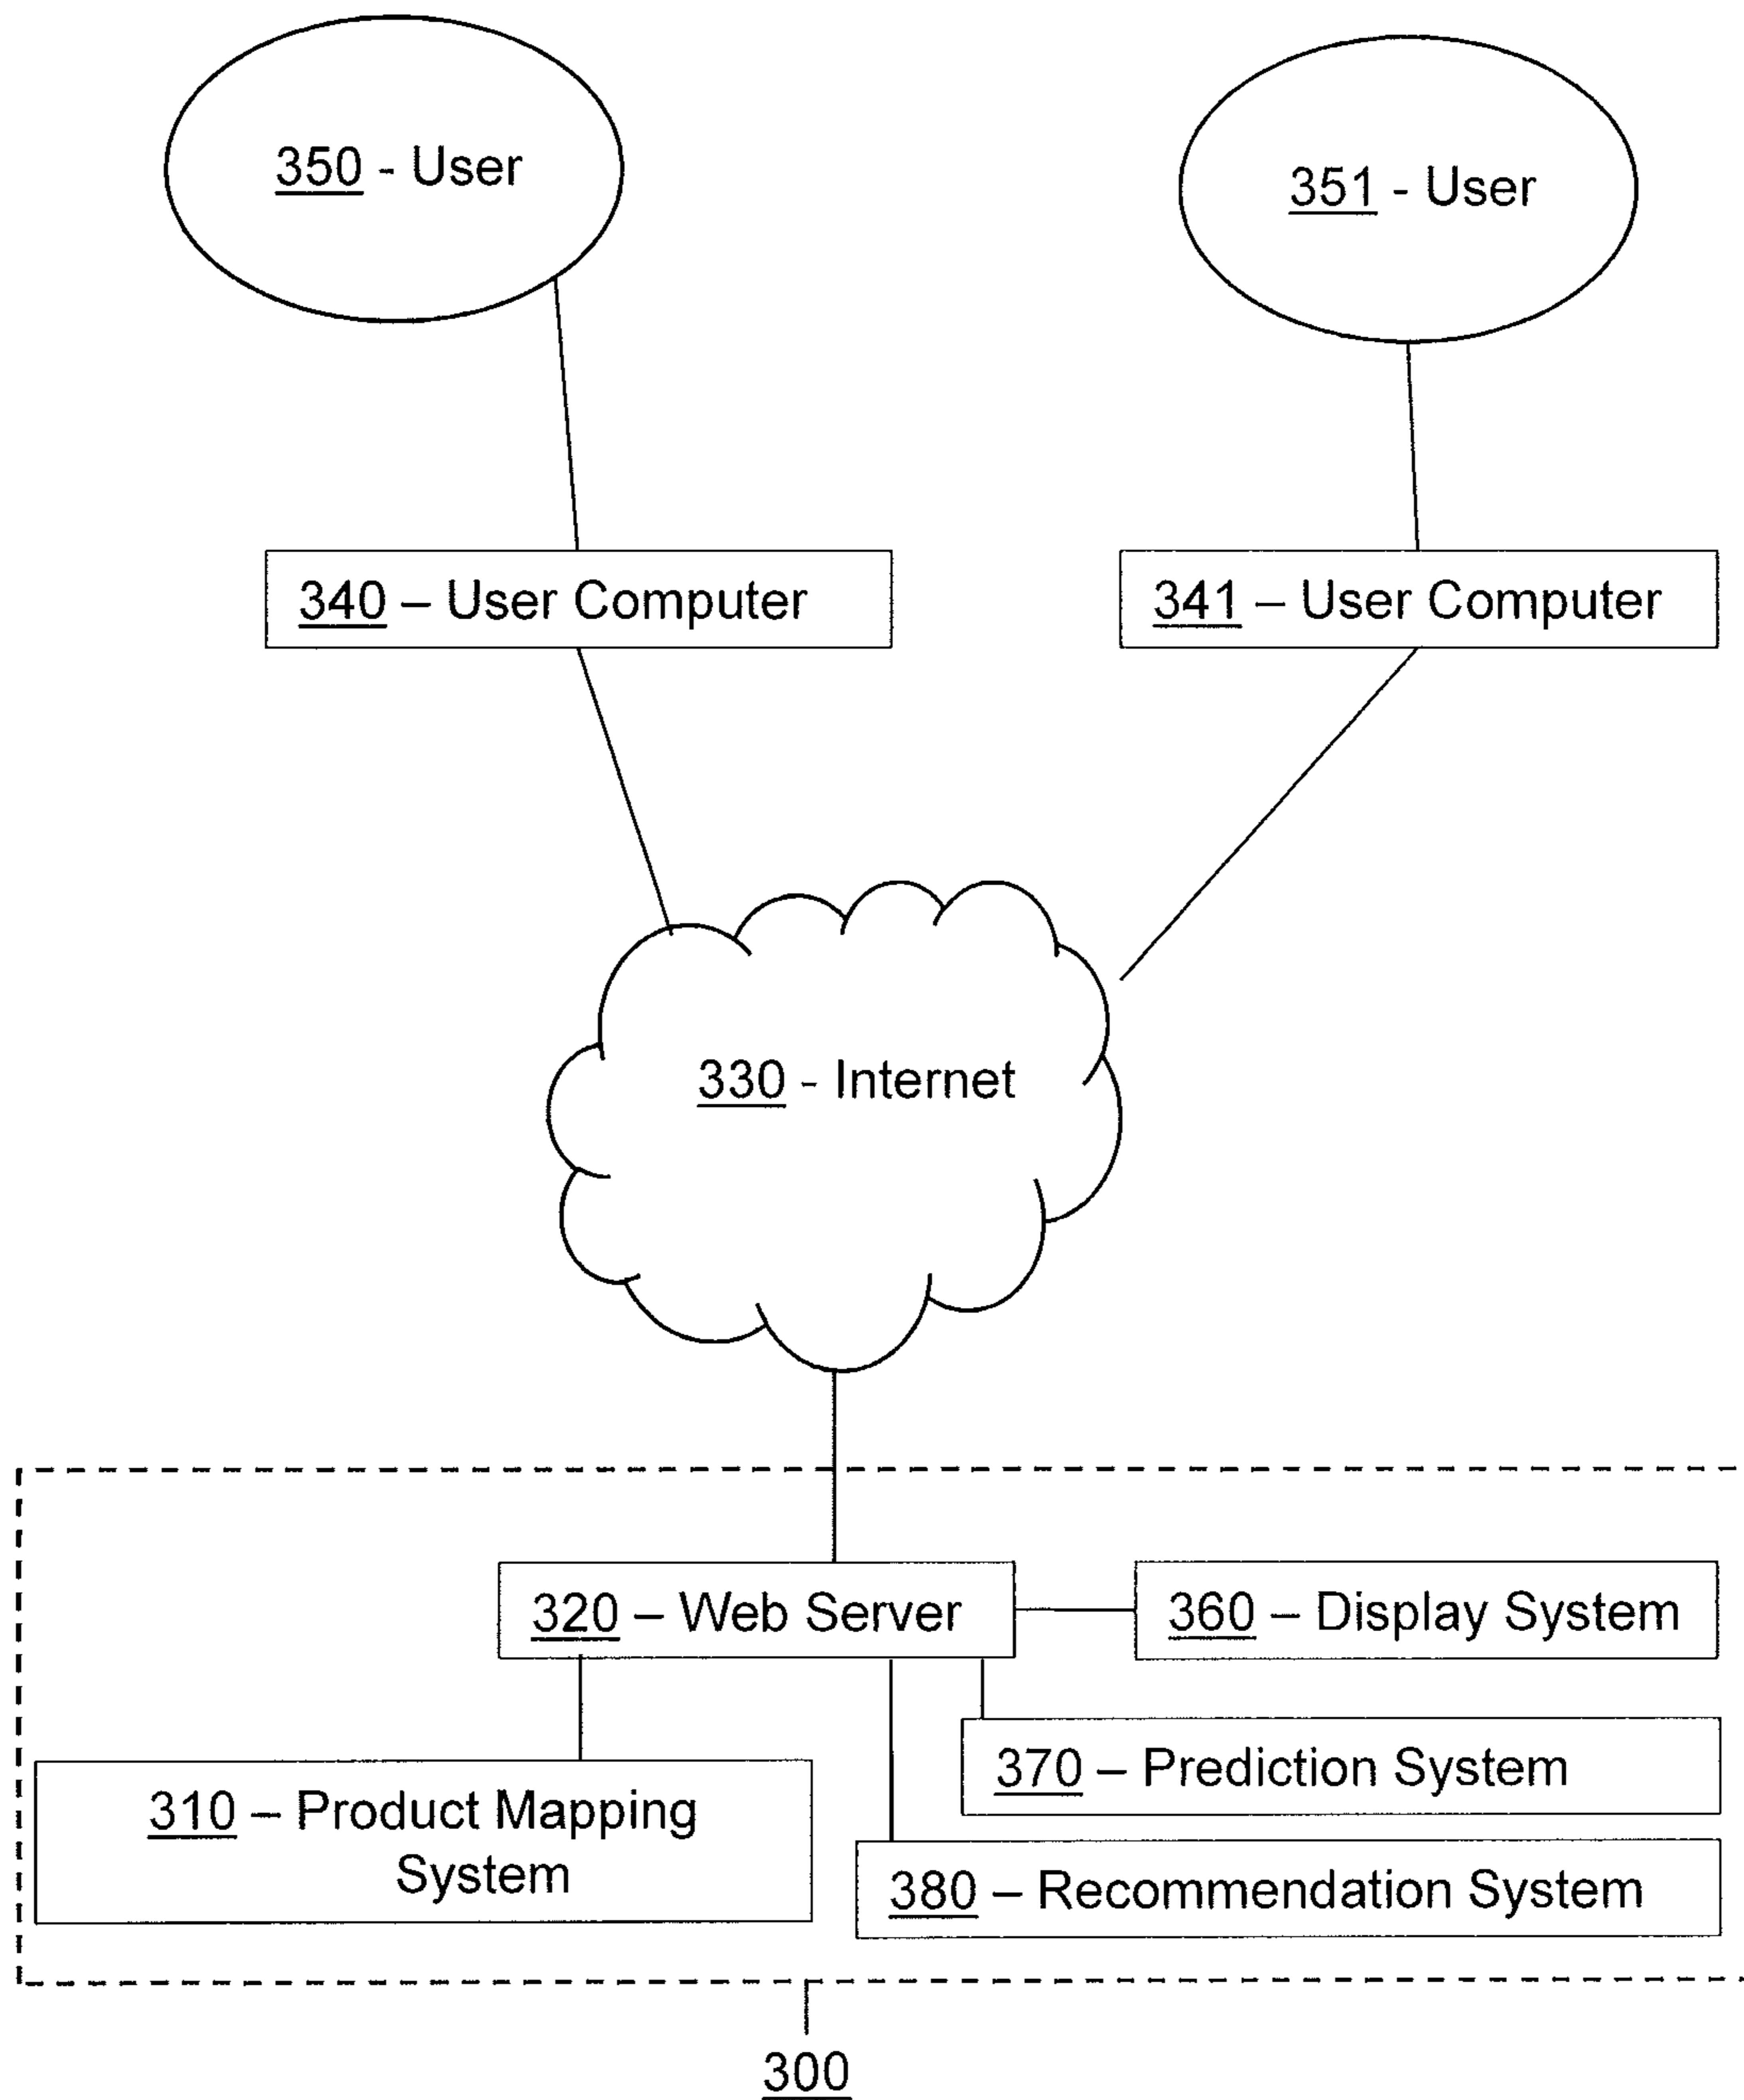 350 - User
351 - User
340 – User Computer
341 – User Computer
330 - Internet
320 – Web Server
360 – Display System
370 – Prediction System
310 – Product Mapping
System
380 – Recommendation System
300